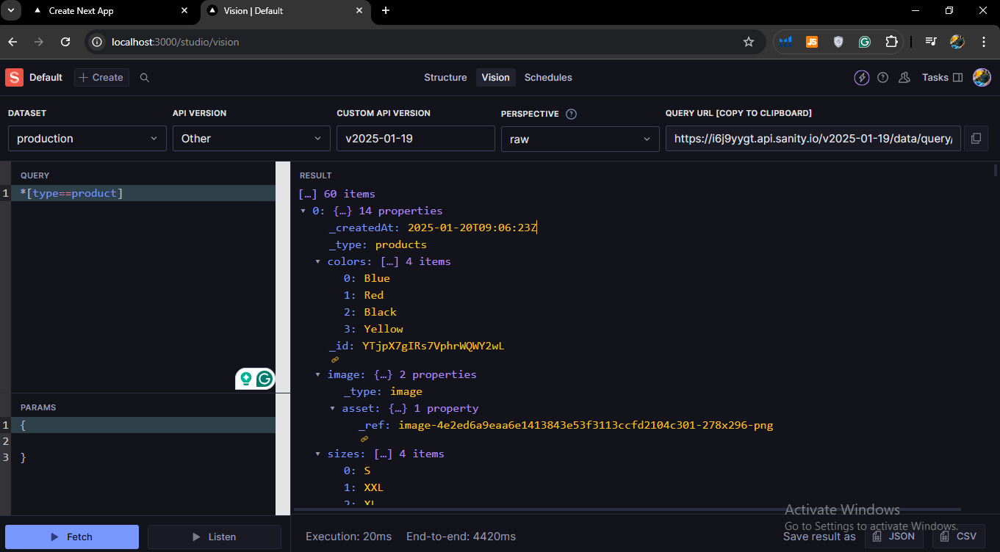 Create Next App
Vision | Default
localhost:3000/studio/vision
S Default
Create
Structure
Vision
Schedules
Tasks
DATASET
API VERSION
CUSTOM API VERSION
PERSPECTIVE
QUERY URL [COPY TO CLIPBOARD]
production
Other
v2025-01-19
raw
https://i6j9yygt.api.sanity.io/v2025-01-19/data/query/
QUERY
1 *[type==product]
PARAMS
1 {
2
3 }
Fetch
Listen
RESULT
[…] 60 items
0: {…} 14 properties
_createdAt: 2025-01-20T09:06:23Z
_type: products
colors: […] 4 items
0: Blue
1: Red
2: Black
3: Yellow
_id: YTjpX7gIRs7VphrWQWY2wL
image: {…} 2 properties
_type: image
asset: {…} 1 property
_ref: image-4e2ed6a9eaa6e1413843e53f3113ccfd2104c301-278x296-png
sizes: […] 4 items
0: S
1: XXL
2: XL
Execution: 20ms
End-to-end: 4420ms
Save result as
JSON
CSV
Activate Windows
Go to Settings to activate Windows.